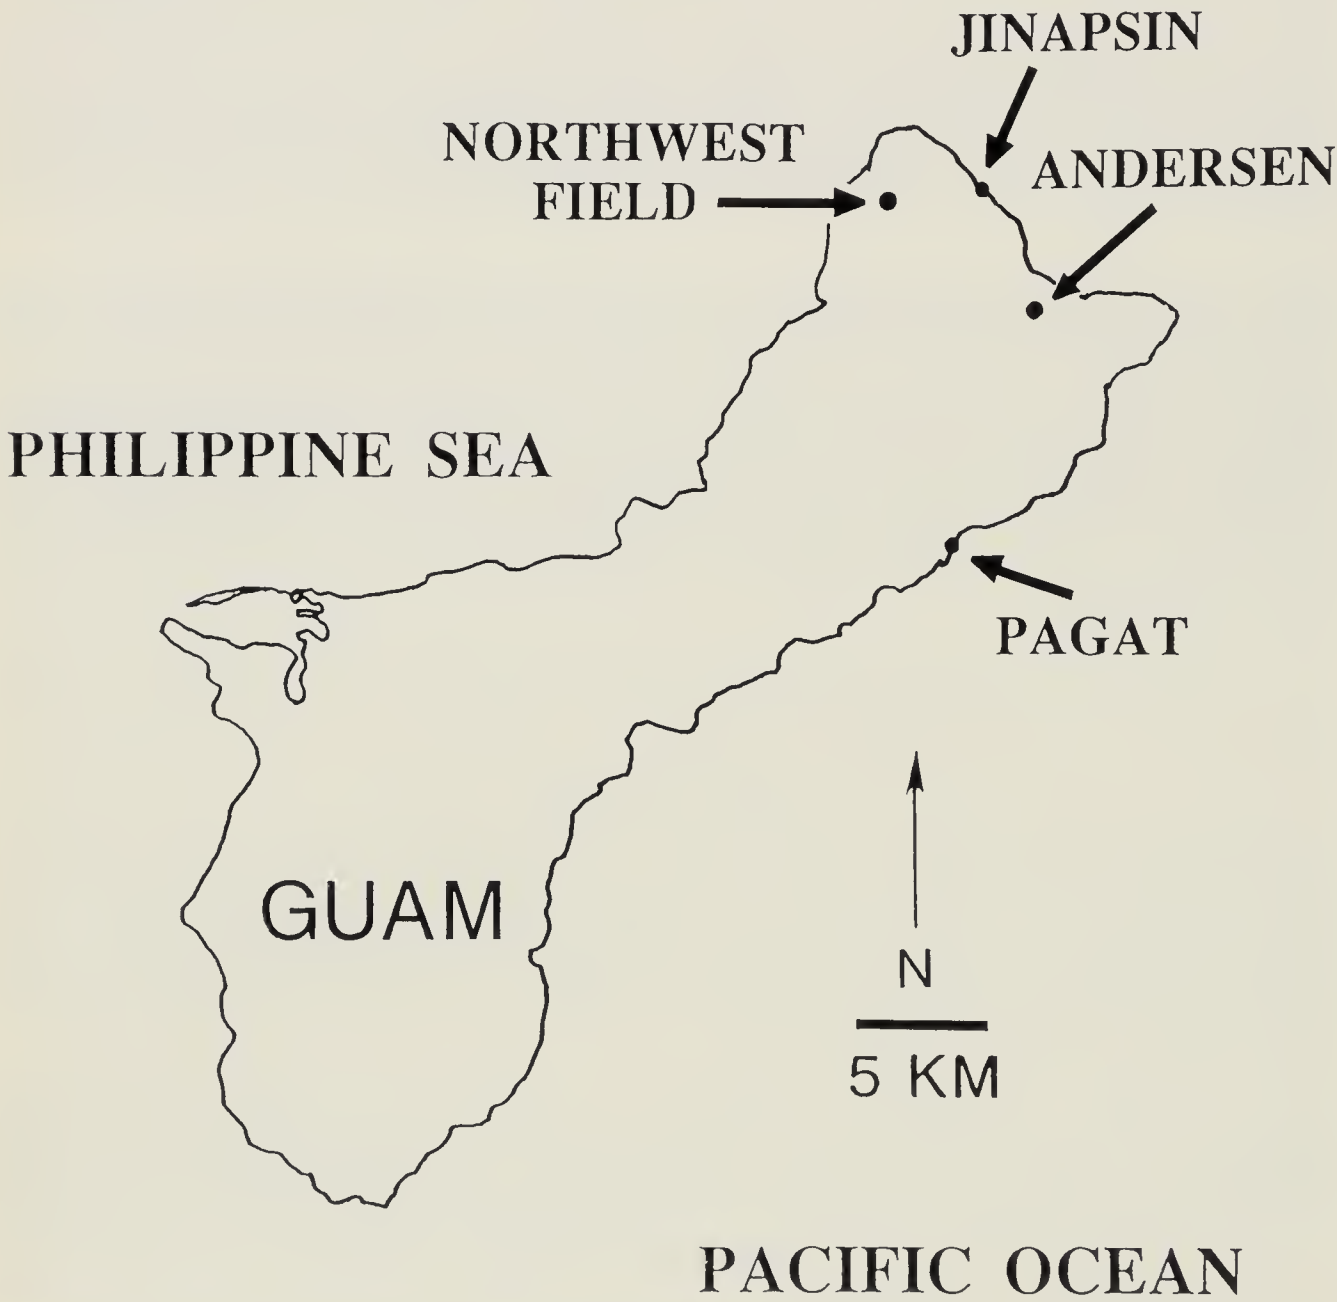 JINAPSIN
NORTHWEST
FIELD
ANDERSEN
PHILIPPINE SEA
PAGAT
GUAM
N
5 KM
PACIFIC OCEAN